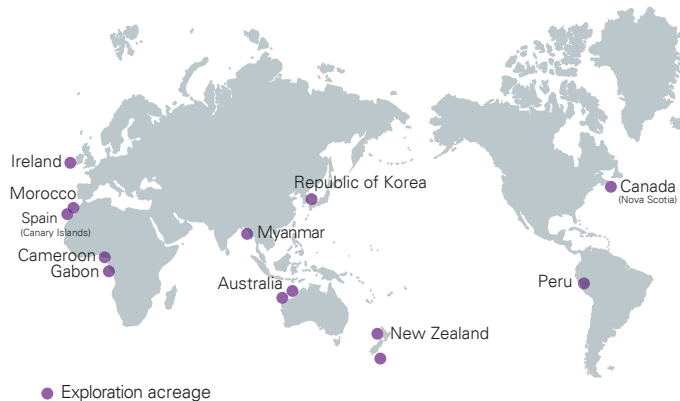 Ireland
Morocco
Spain
(Canary Islands)
Cameroon
Gabon
Republic of Korea
Myanmar
Australia
New Zealand
Canada
(Nova Scotia)
Peru
Exploration acreage